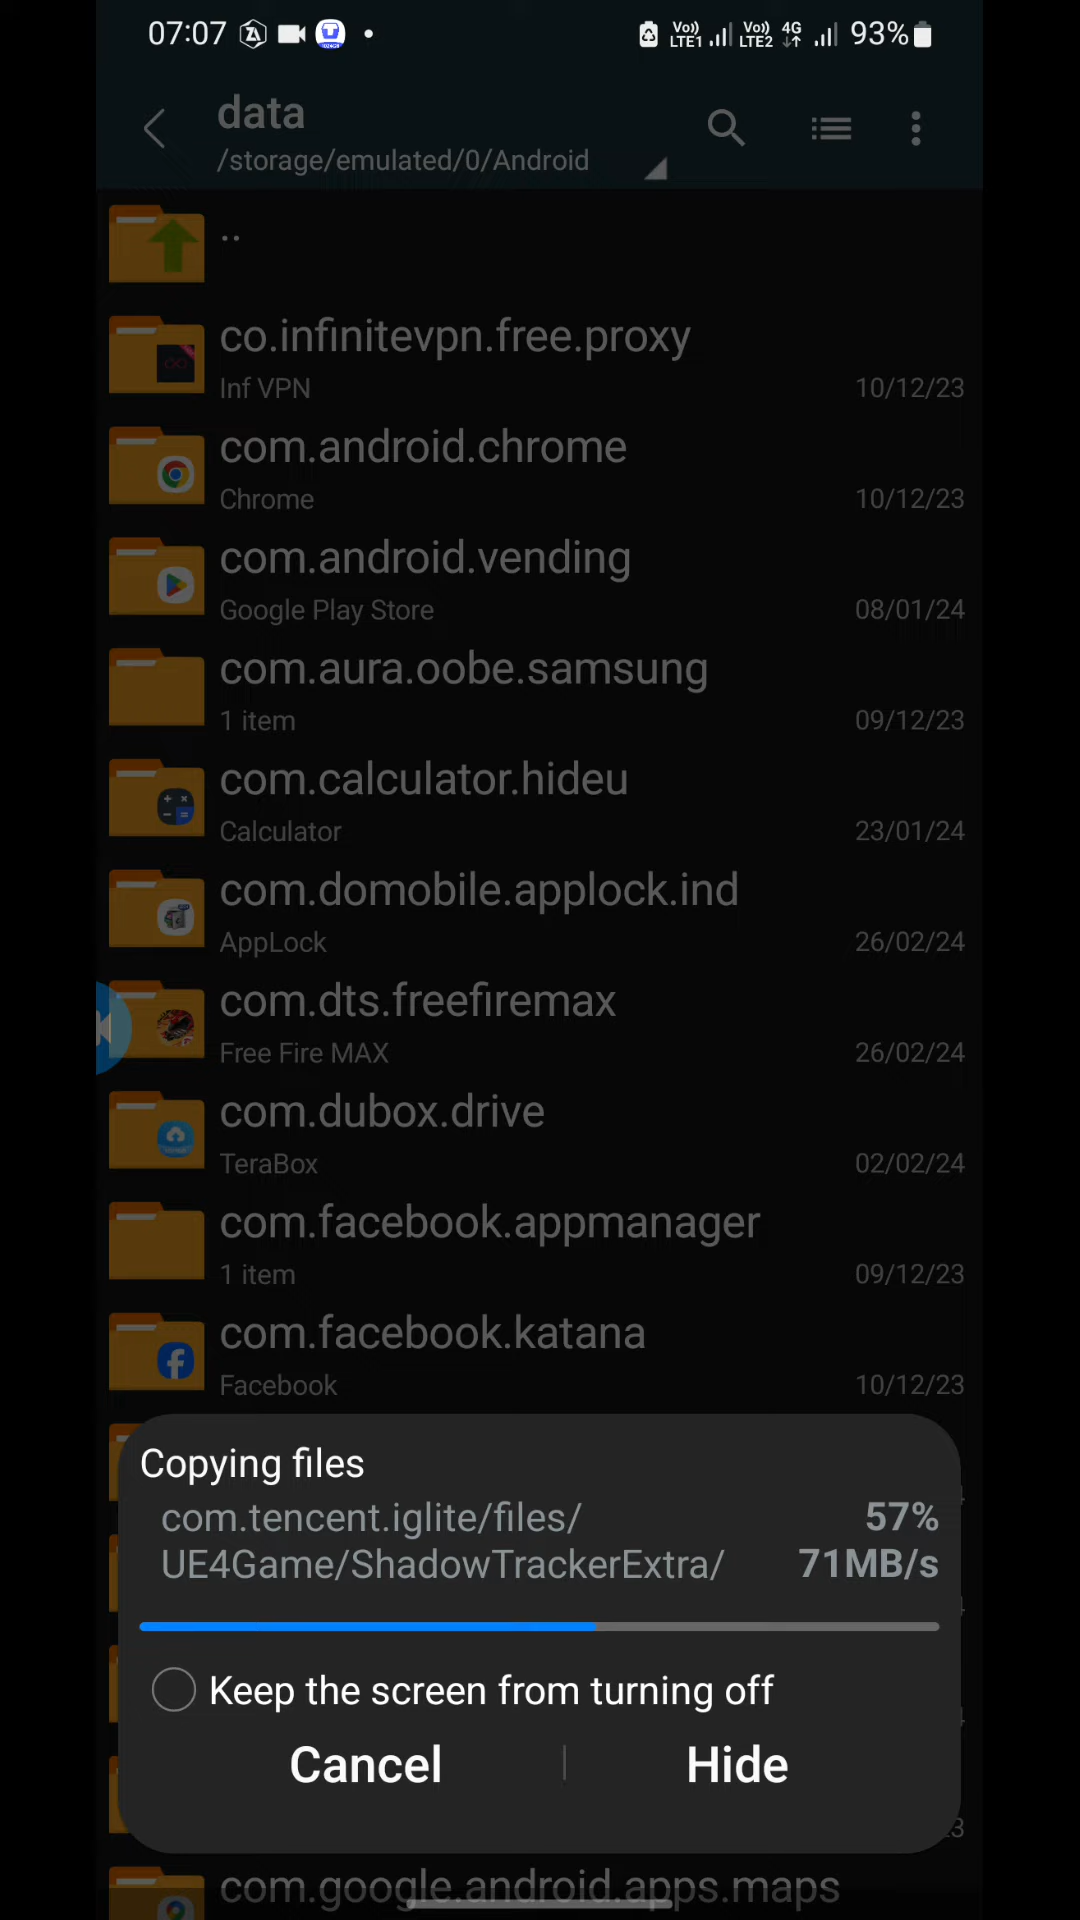 07:07
Vo)) LTE1 Vo)) LTE2 4G 93%
data
/storage/emulated/0/Android
..
co.infinitevpn.free.proxy
Inf VPN 10/12/23
com.android.chrome
Chrome 10/12/23
com.android.vending
Google Play Store 08/01/24
com.aura.oobe.samsung
1 item 09/12/23
com.calculator.hideu
Calculator 23/01/24
com.domobile.applock.ind
AppLock 26/02/24
com.dts.freefiremax
Free Fire MAX 26/02/24
com.dubox.drive
TeraBox 02/02/24
com.facebook.appmanager
1 item 09/12/23
com.facebook.katana
Facebook 10/12/23
Copying files
com.tencent.iglite/files/ 57%
UE4Game/ShadowTrackerExtra/ 71MB/s
Keep the screen from turning off
Cancel Hide
com.google.android.apps.maps